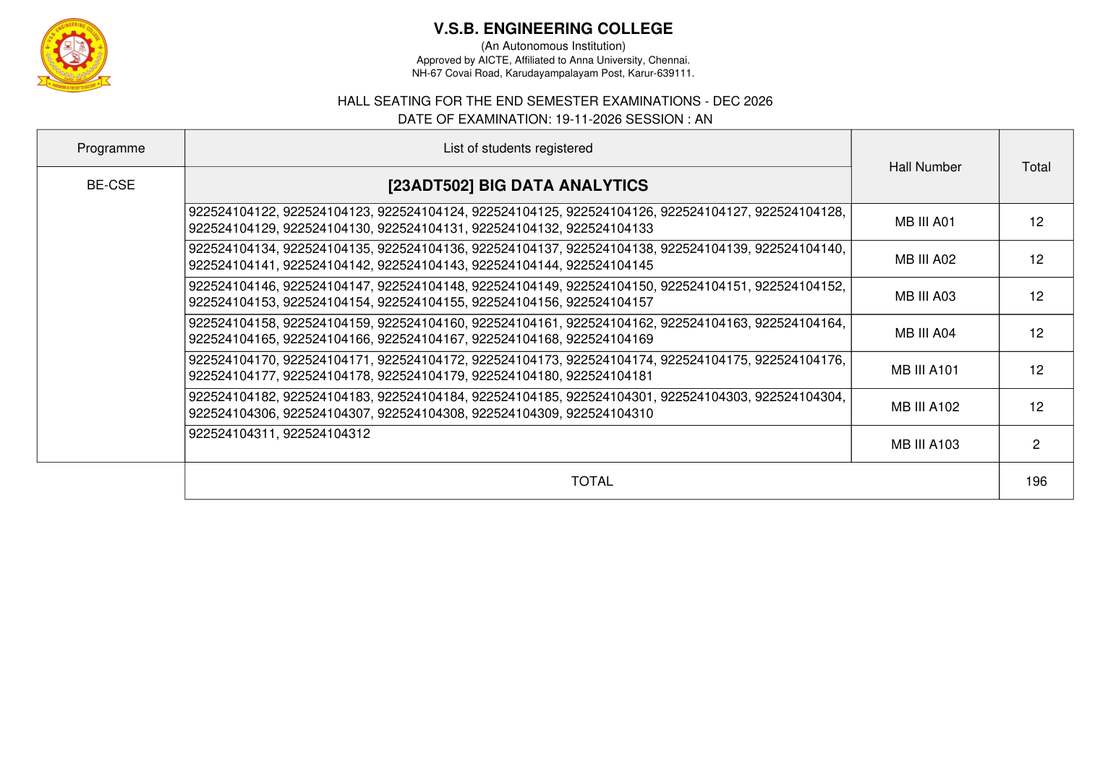 V.S.B. ENGINEERING COLLEGE
(An Autonomous Institution)
Approved by AICTE, Affiliated to Anna University, Chennai.
NH-67 Covai Road, Karudayampalayam Post, Karur-639111.
HALL SEATING FOR THE END SEMESTER EXAMINATIONS - DEC 2026
DATE OF EXAMINATION: 19-11-2026 SESSION : AN
Programme List of students registered Hall Number Total
BE-CSE [23ADT502] BIG DATA ANALYTICS
922524104122, 922524104123, 922524104124, 922524104125, 922524104126, 922524104127, 922524104128,
922524104129, 922524104130, 922524104131, 922524104132, 922524104133
MB III A01 12
922524104134, 922524104135, 922524104136, 922524104137, 922524104138, 922524104139, 922524104140,
922524104141, 922524104142, 922524104143, 922524104144, 922524104145
MB III A02 12
922524104146, 922524104147, 922524104148, 922524104149, 922524104150, 922524104151, 922524104152,
922524104153, 922524104154, 922524104155, 922524104156, 922524104157
MB III A03 12
922524104158, 922524104159, 922524104160, 922524104161, 922524104162, 922524104163, 922524104164,
922524104165, 922524104166, 922524104167, 922524104168, 922524104169
MB III A04 12
922524104170, 922524104171, 922524104172, 922524104173, 922524104174, 922524104175, 922524104176,
922524104177, 922524104178, 922524104179, 922524104180, 922524104181
MB III A101 12
922524104182, 922524104183, 922524104184, 922524104185, 922524104301, 922524104303, 922524104304,
922524104306, 922524104307, 922524104308, 922524104309, 922524104310
MB III A102 12
922524104311, 922524104312
MB III A103 2
TOTAL 196